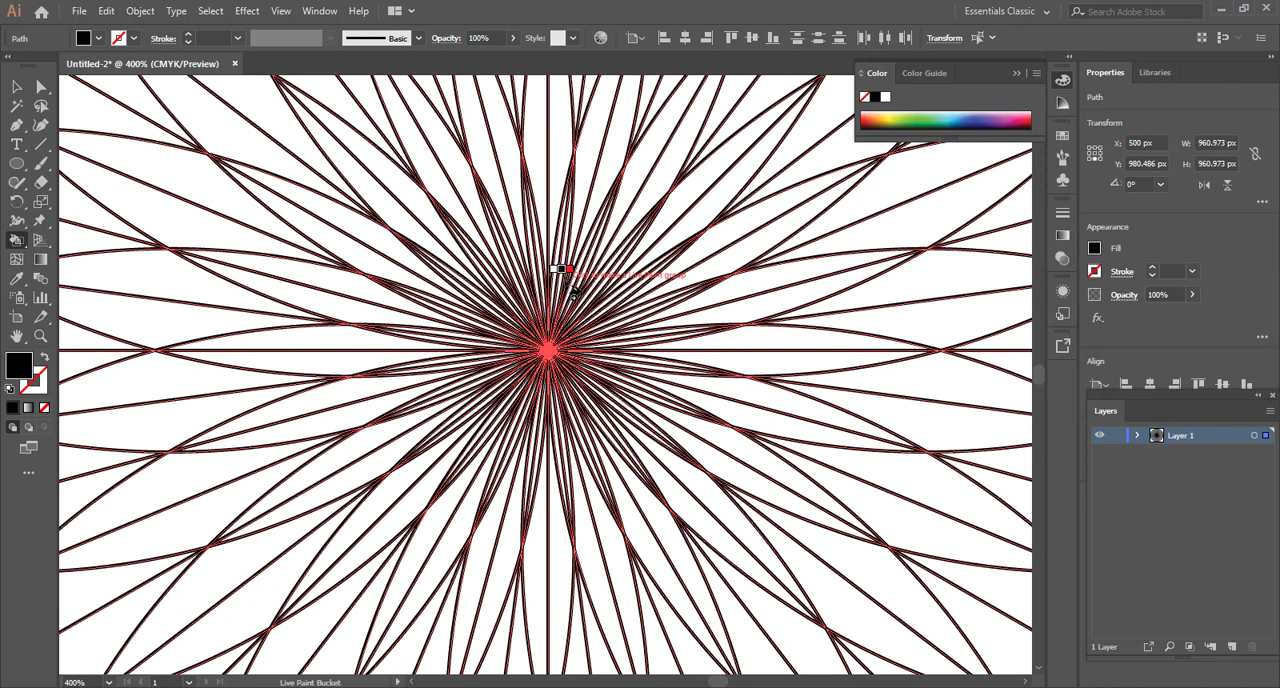 Ai File Edit Object Type Select Effect View Window Help Essentials Classic Search Adobe Stock
Path Stroke: Basic Opacity: 100% Style: Transform
Untitled-2* @ 400% (CMYK/Preview)
Color Color Guide
Properties Libraries
Path
Transform
X: 500 px W: 960.973 px
Y: 980.486 px H: 960.973 px
0°
Appearance
Fill
Stroke
Opacity 100%
fx.
Align
Layers
Layer 1
1 Layer
400% 1 Live Paint Bucket